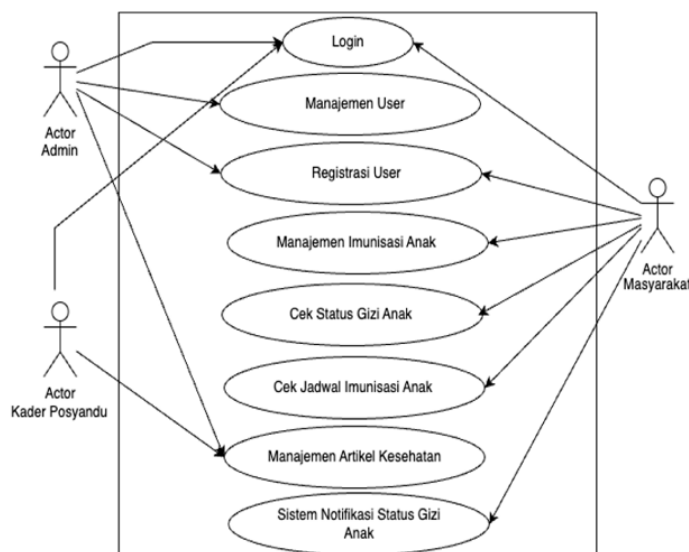 Login
Manajemen User
Actor
Admin
Registrasi User
Manajemen Imunisasi Anak
Actor
Masyarakat
Cek Status Gizi Anak
Actor
Kader Posyandu
Cek Jadwal Imunisasi Anak
Manajemen Artikel Kesehatan
Sistem Notifikasi Status Gizi
Anak